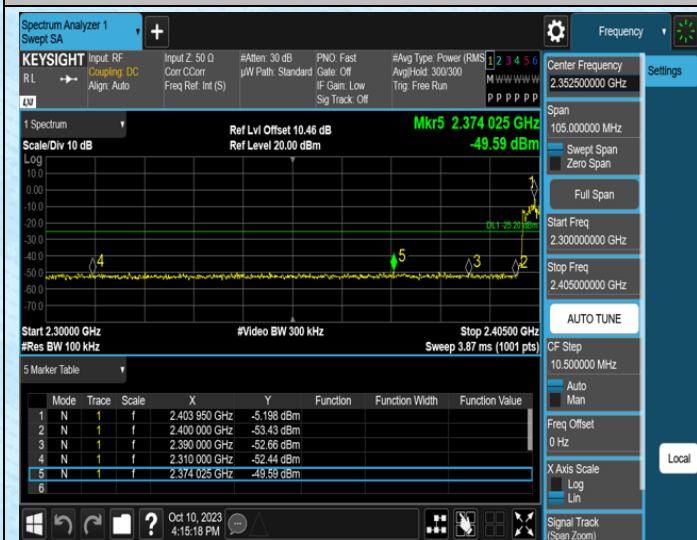 Spectrum Analyzer 1
Swept SA
Frequency
KEYSIGHT
R L
LXI
Input: RF
Coupling: DC
Align: Auto
Input Z: 50 Ω
Corr CCorr
Freq Ref: Int (S)
#Atten: 30 dB
µW Path: Standard
PNO: Fast
Gate: Off
IF Gain: Low
Sig Track: Off
#Avg Type: Power (RMS
Avg|Hold: 300/300
Trig: Free Run
1 2 3 4 5 6
M W W W W W
P P P P P P
1 Spectrum
Scale/Div 10 dB
Ref Lvl Offset 10.46 dB
Ref Level 20.00 dBm
Mkr5 2.374 025 GHz
-49.59 dBm
Log
10.0
0.00
-10.0
-20.0
-30.0
-40.0
-50.0
-60.0
-70.0
DL1 -25.20 dBm
1
2
3
4
5
Start 2.30000 GHz
#Res BW 100 kHz
#Video BW 300 kHz
Stop 2.40500 GHz
Sweep 3.87 ms (1001 pts)
5 Marker Table
Mode Trace Scale X Y Function Function Width Function Value
1 N 1 f 2.403 950 GHz -5.198 dBm
2 N 1 f 2.400 000 GHz -53.43 dBm
3 N 1 f 2.390 000 GHz -52.66 dBm
4 N 1 f 2.310 000 GHz -52.44 dBm
5 N 1 f 2.374 025 GHz -49.59 dBm
6
Oct 10, 2023
4:15:18 PM
Center Frequency
2.352500000 GHz
Settings
Span
105.000000 MHz
Swept Span
Zero Span
Full Span
Start Freq
2.300000000 GHz
Stop Freq
2.405000000 GHz
AUTO TUNE
CF Step
10.500000 MHz
Auto
Man
Freq Offset
0 Hz
X Axis Scale
Log
Lin
Local
Signal Track
(Span Zoom)